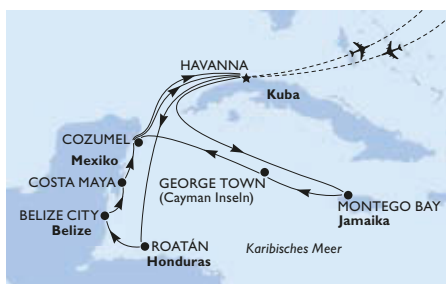 HAVANNA
Kuba
COZUMEL
Mexiko
COSTA MAYA
GEORGE TOWN
(Cayman Inseln)
MONTEGO BAY
Jamaika
BELIZE CITY
Belize
ROATÁN
Honduras
Karibisches Meer